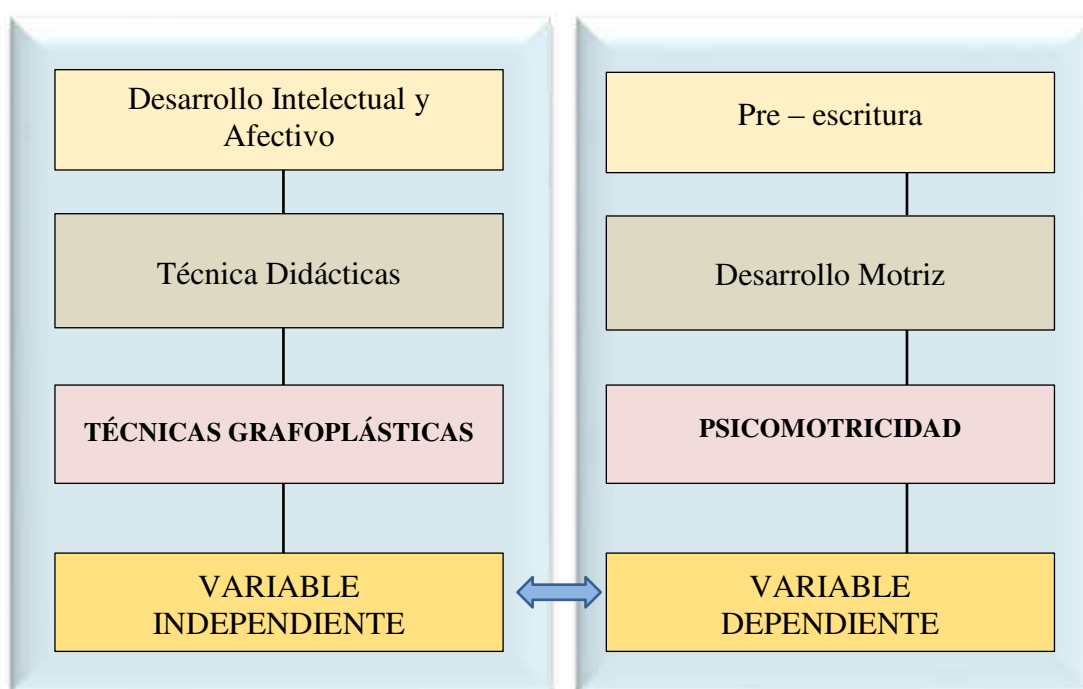 Desarrollo Intelectual y
Afectivo
Técnica Didácticas
TÉCNICAS GRAFOPLÁSTICAS
VARIABLE
INDEPENDIENTE
Pre – escritura
Desarrollo Motriz
PSICOMOTRICIDAD
VARIABLE
DEPENDIENTE